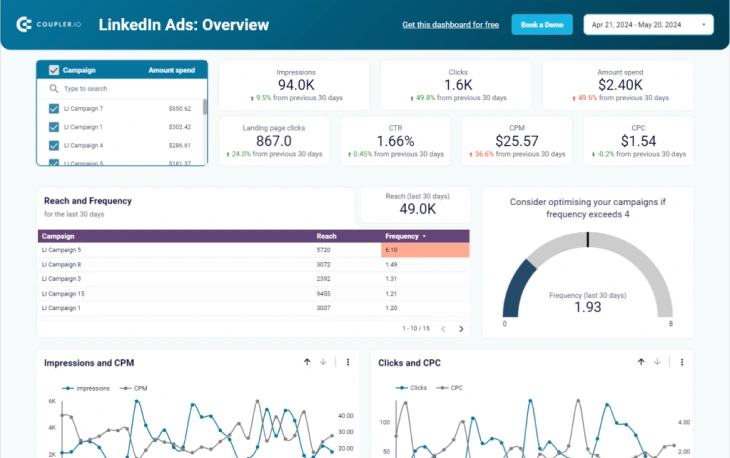 COUPLER.IO
LinkedIn Ads: Overview
Get this dashboard for free
Book a Demo
Apr 21, 2024 - May 20, 2024
Campaign Amount spend
Type to search
LI Campaign 7 $650.62
LI Campaign 1 $302.42
LI Campaign 4 $286.61
LI Campaign 5 $181.37
Impressions
94.0K
9.5% from previous 30 days
Clicks
1.6K
49.8% from previous 30 days
Amount spend
$2.40K
49.6% from previous 30 days
Landing page clicks
867.0
24.0% from previous 30 days
CTR
1.66%
0.45% from previous 30 days
CPM
$25.57
36.6% from previous 30 days
CPC
$1.54
-0.2% from previous 30 days
Reach and Frequency
for the last 30 days
Reach (last 30 days)
49.0K
Campaign Reach Frequency
LI Campaign 5 5720 6.10
LI Campaign 8 3072 1.49
LI Campaign 3 2392 1.31
LI Campaign 15 9455 1.21
LI Campaign 1 3007 1.20
1 - 10 / 15
Consider optimising your campaigns if
frequency exceeds 4
Frequency (last 30 days)
1.93
0 8
Impressions and CPM
Impressions CPM
6K
4K
2K
40.00
30.00
20.00
Clicks and CPC
Clicks CPC
100
50
4.00
2.00